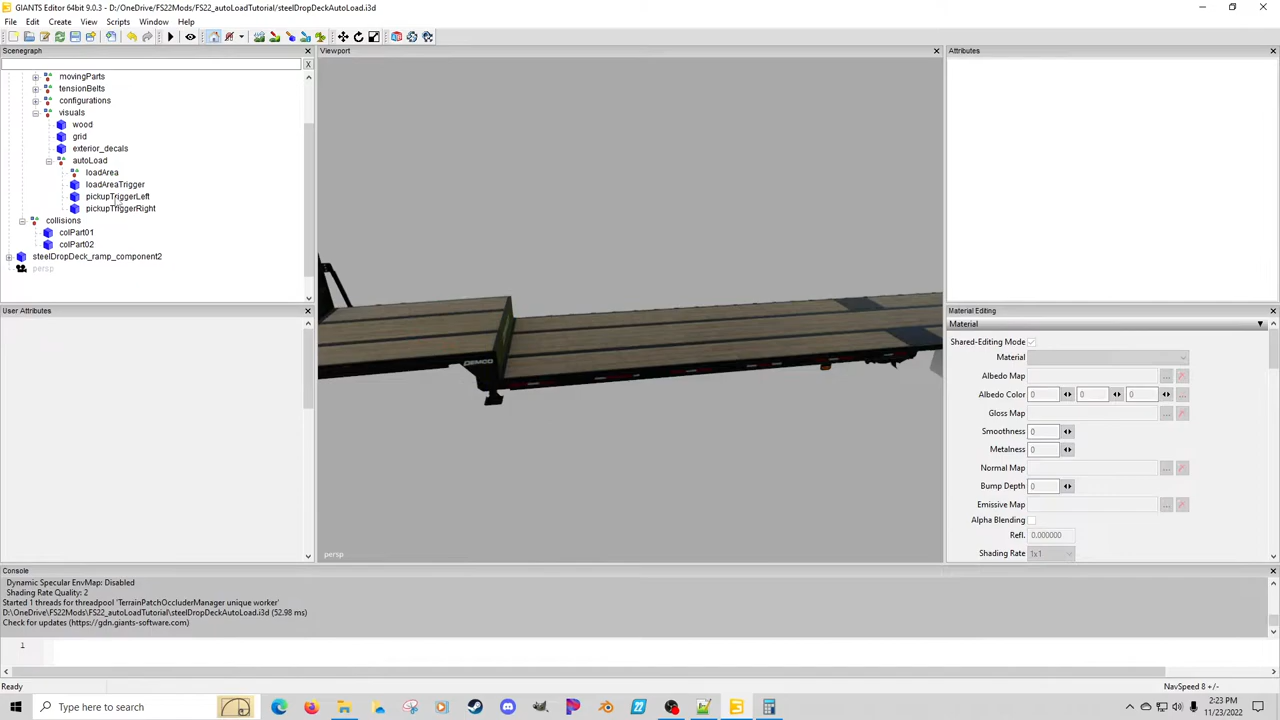 GIANTS Editor 64bit 9.0.3 - D:/OneDrive/FS22Mods/FS22_autoLoadTutorial/steelDropDeckAutoLoad.i3d
File Edit Create View Scripts Window Help
Scenegraph
X
movingParts
tensionBelts
configurations
visuals
wood
grid
exterior_decals
autoLoad
loadArea
loadAreaTrigger
pickupTriggerLeft
pickupTriggerRight
collisions
colPart01
colPart02
steelDropDeck_ramp_component2
persp
User Attributes
Viewport
DEMCO
persp
Attributes
Material Editing
Material
Shared-Editing Mode
Material
Albedo Map
...
Albedo Color 0 0 0 ...
Gloss Map ...
Smoothness 0
Metalness 0
Normal Map ...
Bump Depth 0
Emissive Map ...
Alpha Blending
Refl. 0.000000
Shading Rate 1x1
Console
Dynamic Specular EnvMap: Disabled
Shading Rate Quality: 2
Started 1 threads for threadpool 'TerrainPatchOccluderManager unique worker'
D:\OneDrive\FS22Mods\FS22_autoLoadTutorial\steelDropDeckAutoLoad.i3d (52.98 ms)
Check for updates (https://gdn.giants-software.com)
1
Ready
NavSpeed 8 +/-
Type here to search
22
2:23 PM
11/23/2022